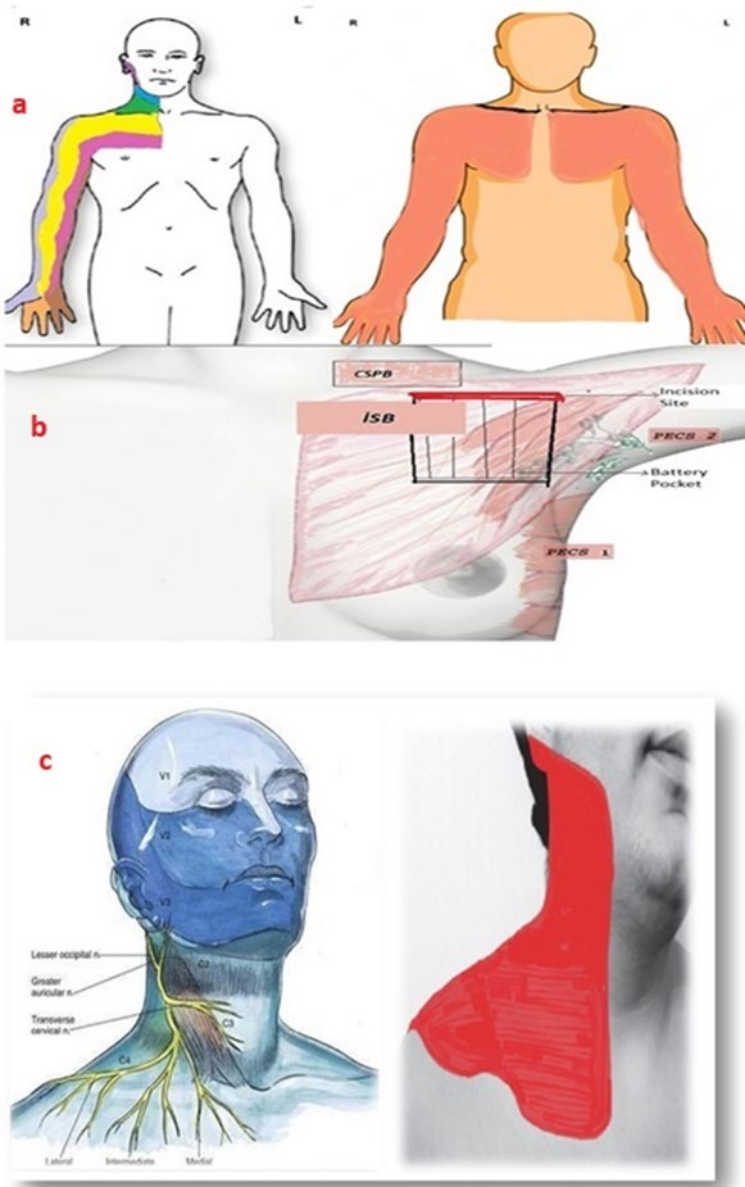 R L R L
a
b
CSPB
ISB
Incision
Site
PECS 2
Battery
Pocket
PECS 1
c
V1
V2
V3
Lesser occipital n.
Greater
auricular n.
Transverse
cervical n.
C2
C3
C4
Lateral Intermediate Medial